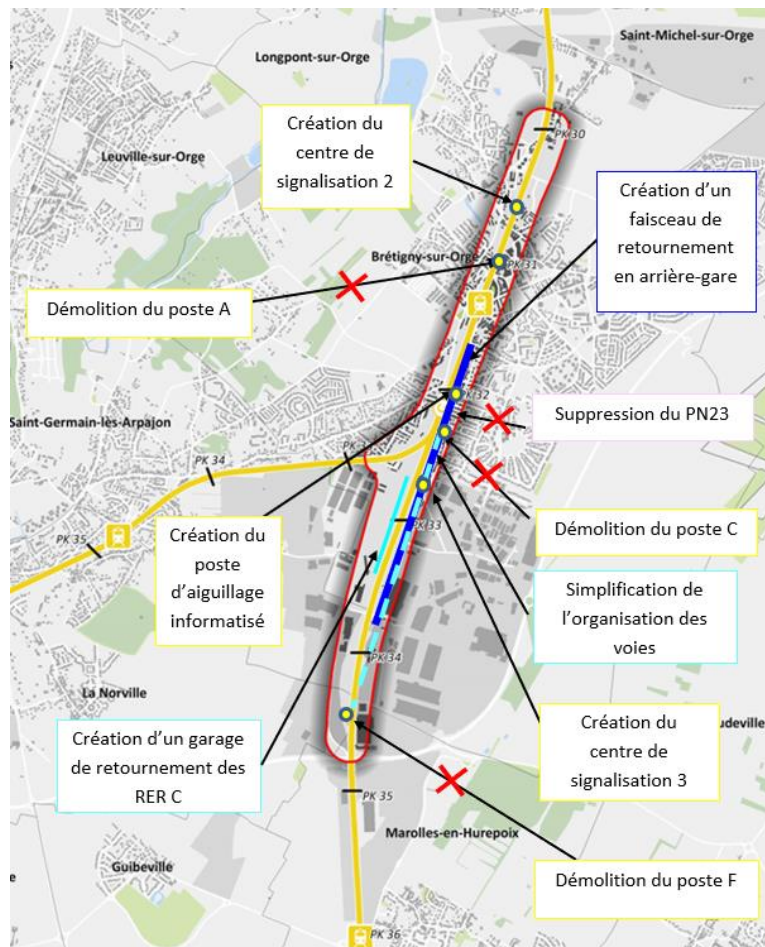 Saint-Michel-sur-Orge
Longpont-sur-Orge
PK 30
Création du
centre de
signalisation 2
Leuville-sur-Orge
Création d'un
faisceau de
retournement
en arrière-gare
Brétigny-sur-Orge
PK 31
Démolition du poste A
PK 32
Suppression du PN23
Saint-Germain lès-Arpajon
PK 34
PK 35
PK 33
Démolition du poste C
Création du
poste
d'aiguillage
informatisé
Simplification de
l'organisation des
voies
PK 34
La Norville
Création d'un garage
de retournement des
RER C
Création du
centre de
signalisation 3
udeville
PK 35
Marolles-en-Hurepoix
Guibeville
Démolition du poste F
PK 36